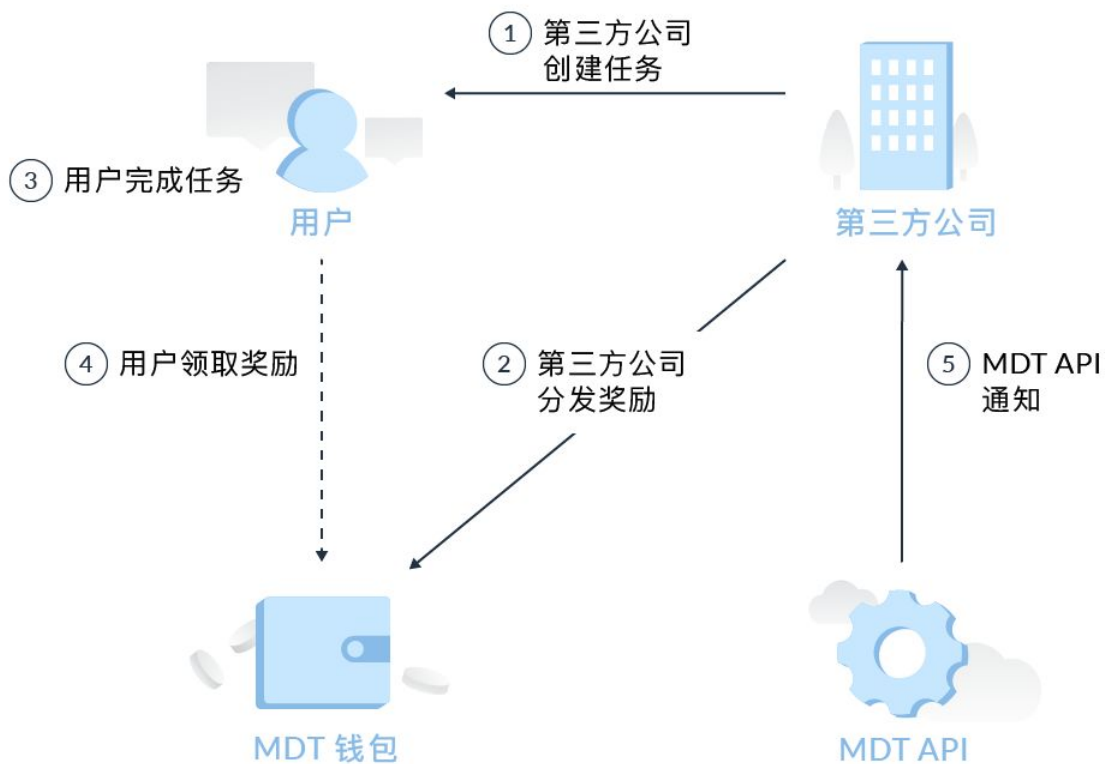 ① 第三方公司
创建任务
③ 用户完成任务
用户
第三方公司
④ 用户领取奖励
② 第三方公司
分发奖励
⑤ MDT API
通知
MDT 钱包
MDT API